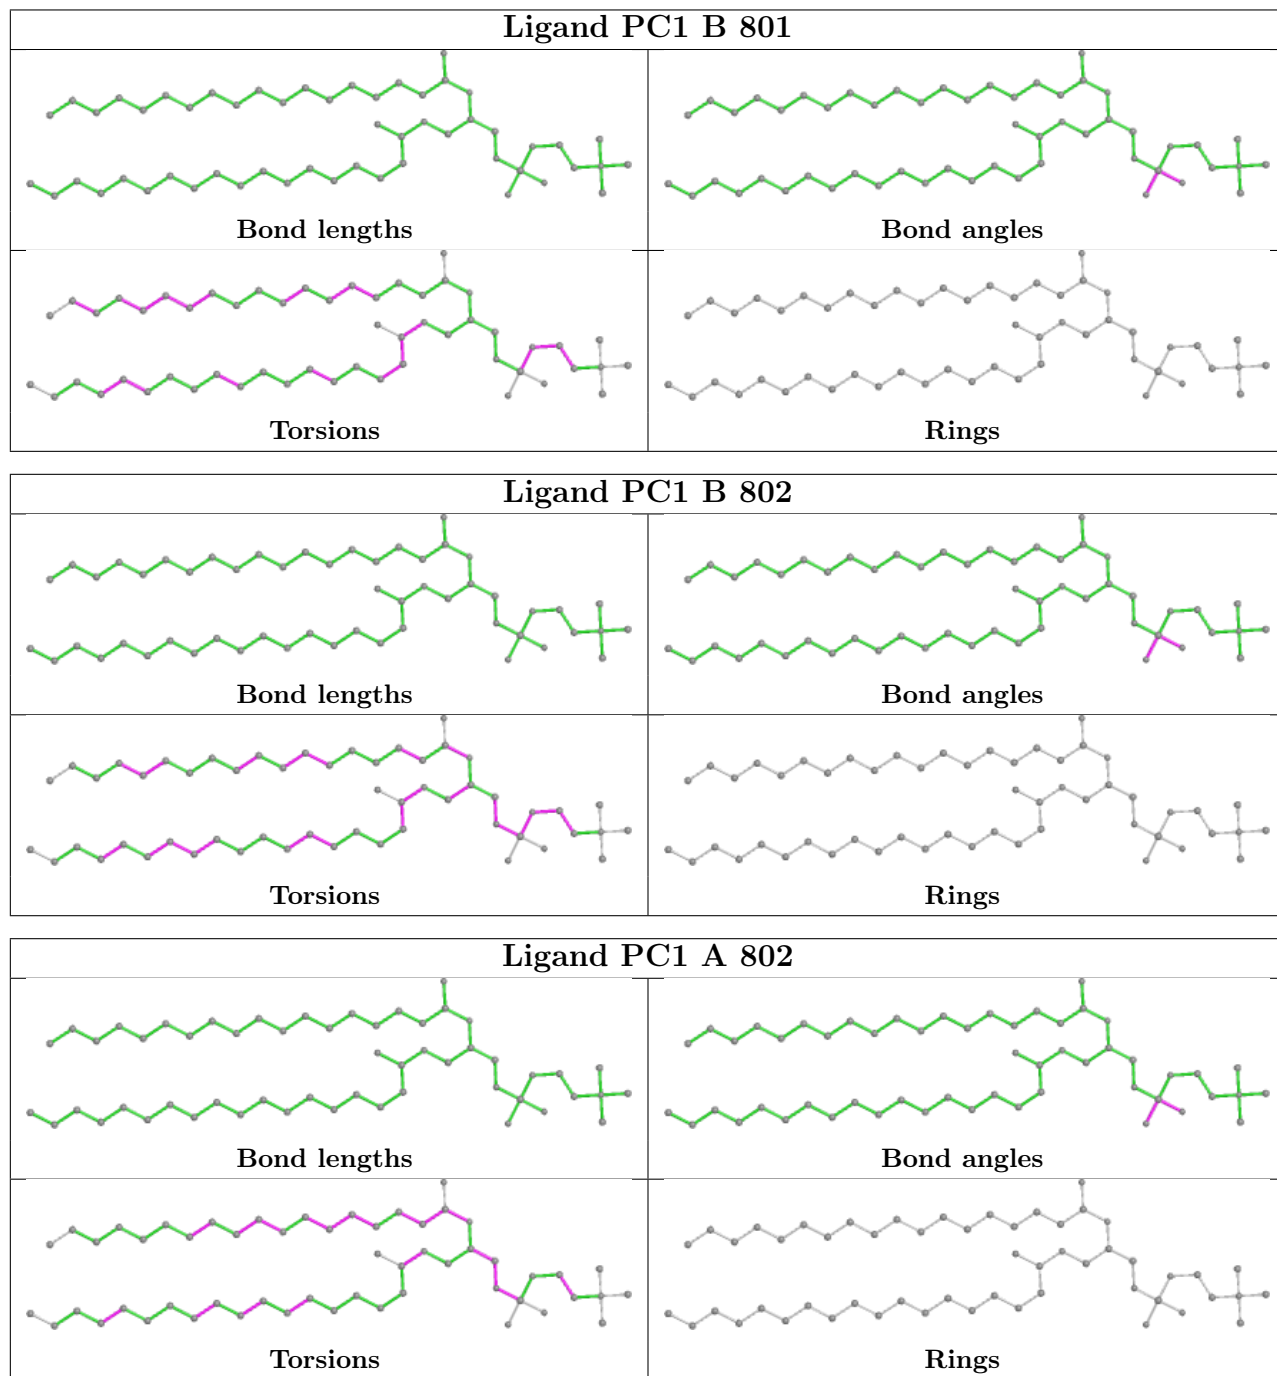 Ligand PC1 B 801
Bond lengths
Bond angles
Torsions
Rings
Ligand PC1 B 802
Bond lengths
Bond angles
Torsions
Rings
Ligand PC1 A 802
Bond lengths
Bond angles
Torsions
Rings